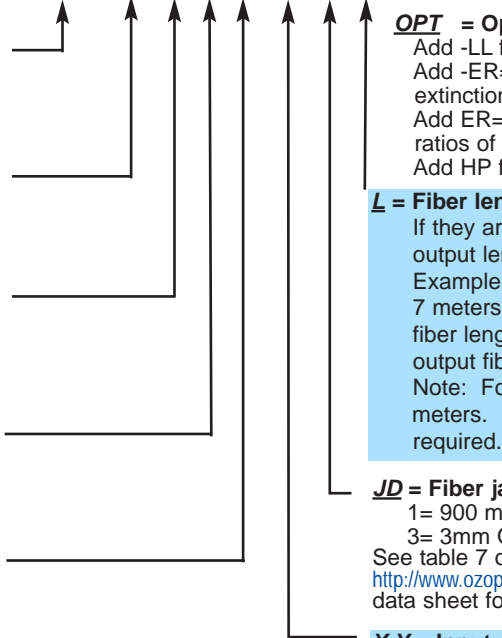 OPT = Op
Add -LL f
Add -ER=
extinction
Add ER=
ratios of
Add HP f
L = Fiber len
If they ar
output len
Example
7 meters
fiber leng
output fib
Note: Fo
meters.
required.
JD = Fiber ja
1= 900 m
3= 3mm
See table 7 o
http://www.ozop
data sheet fo